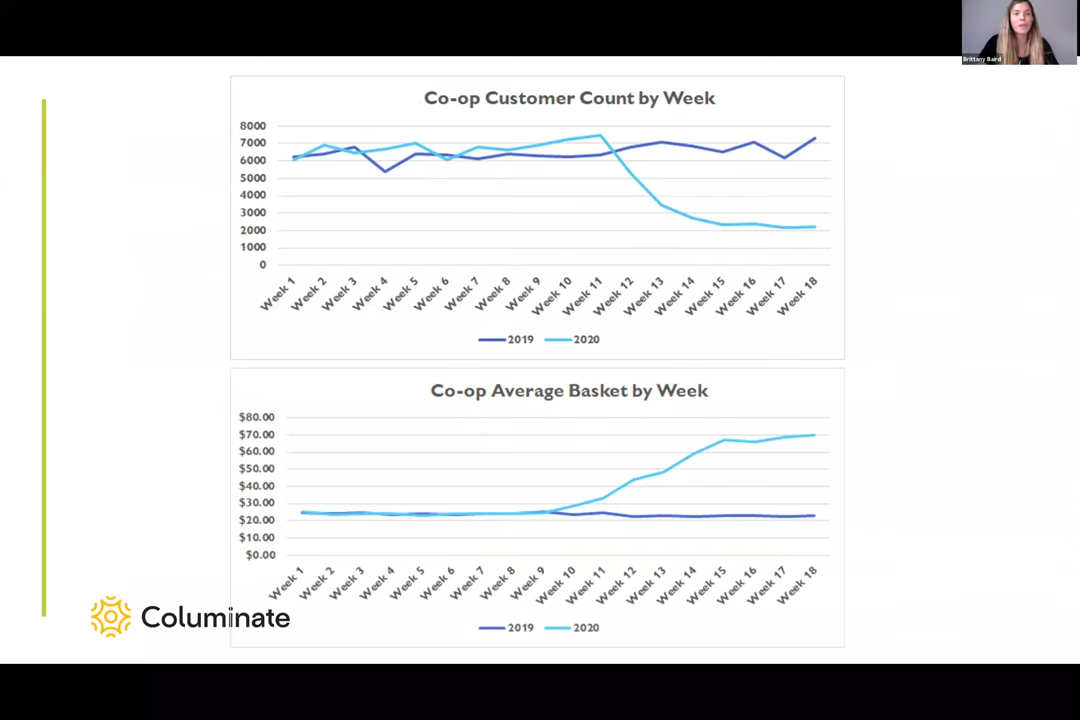 Brittany Baird
Co-op Customer Count by Week
8000
7000
6000
5000
4000
3000
2000
1000
0
Week 1
Week 2
Week 3
Week 4
Week 5
Week 6
Week 7
Week 8
Week 9
Week 10
Week 11
Week 12
Week 13
Week 14
Week 15
Week 16
Week 17
Week 18
2019 2020
Co-op Average Basket by Week
$80.00
$70.00
$60.00
$50.00
$40.00
$30.00
$20.00
$10.00
$0.00
Week 1
Week 2
Week 3
Week 4
Week 5
Week 6
Week 7
Week 8
Week 9
Week 10
Week 11
Week 12
Week 13
Week 14
Week 15
Week 16
Week 17
Week 18
2019 2020
Columinate